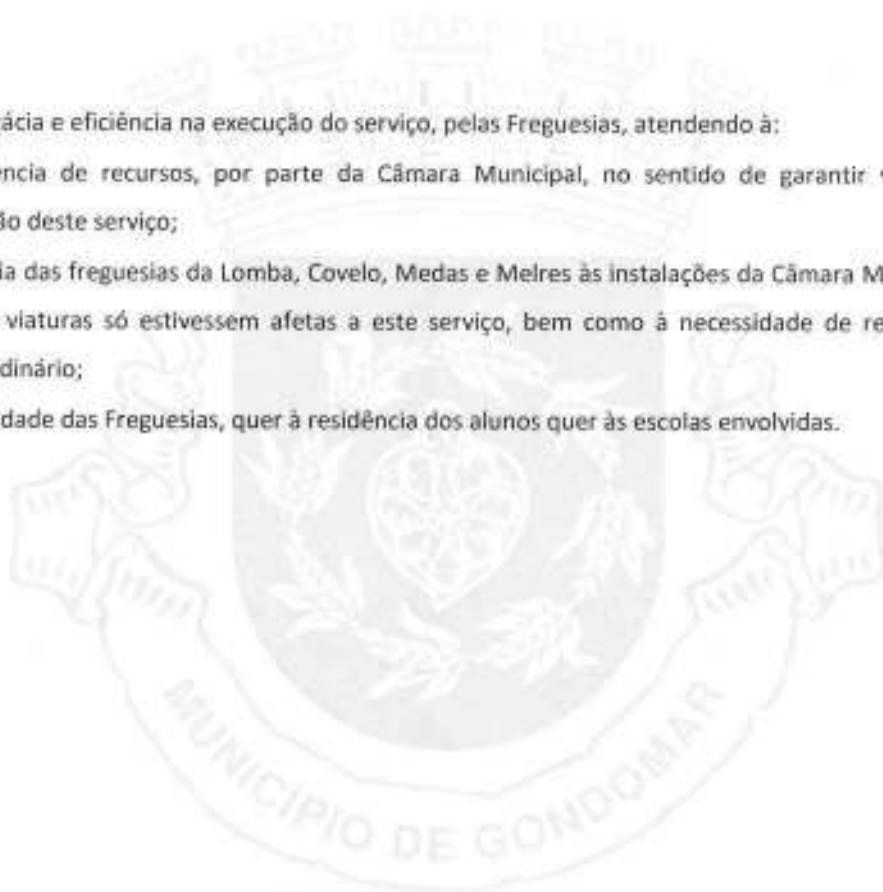 ácia e eficiência na execução do serviço, pelas Freguesias, atendendo à:
ência de recursos, por parte da Câmara Municipal, no sentido de garantir v
ão deste serviço;
ia das freguesias da Lomba, Covelo, Medas e Melres às instalações da Câmara M
viaturas só estivessem afetas a este serviço, bem como à necessidade de re
dinário;
dade das Freguesias, quer à residência dos alunos quer às escolas envolvidas.
MUNICÍPIO DE GONDOMAR